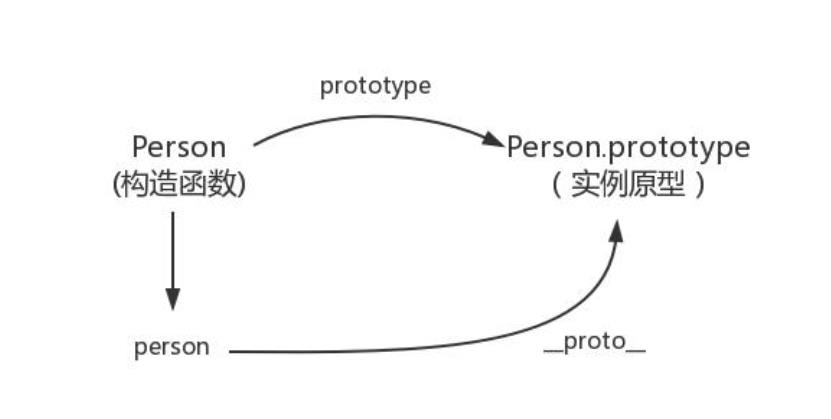 prototype
Person
(构造函数)
Person.prototype
（实例原型）
person
__proto__